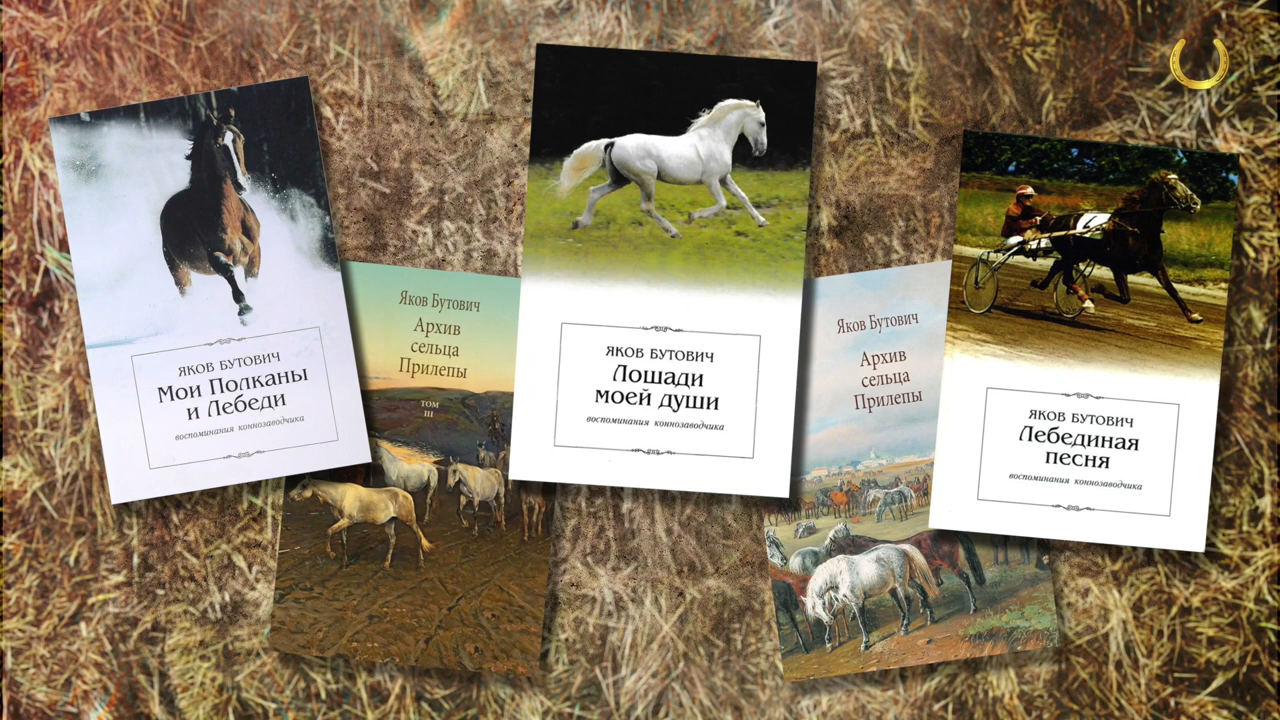 ЯКОВ БУТОВИЧ
Мои Полканы
и Лебеди
воспоминания коннозаводчика
Яков Бутович
Архив
сельца
Прилепы
ТОМ
III
ЯКОВ БУТОВИЧ
Лошади
моей души
воспоминания коннозаводчика
Яков Бутович
Архив
сельца
Прилепы
ЯКОВ БУТОВИЧ
Лебединая
песня
воспоминания коннозаводчика